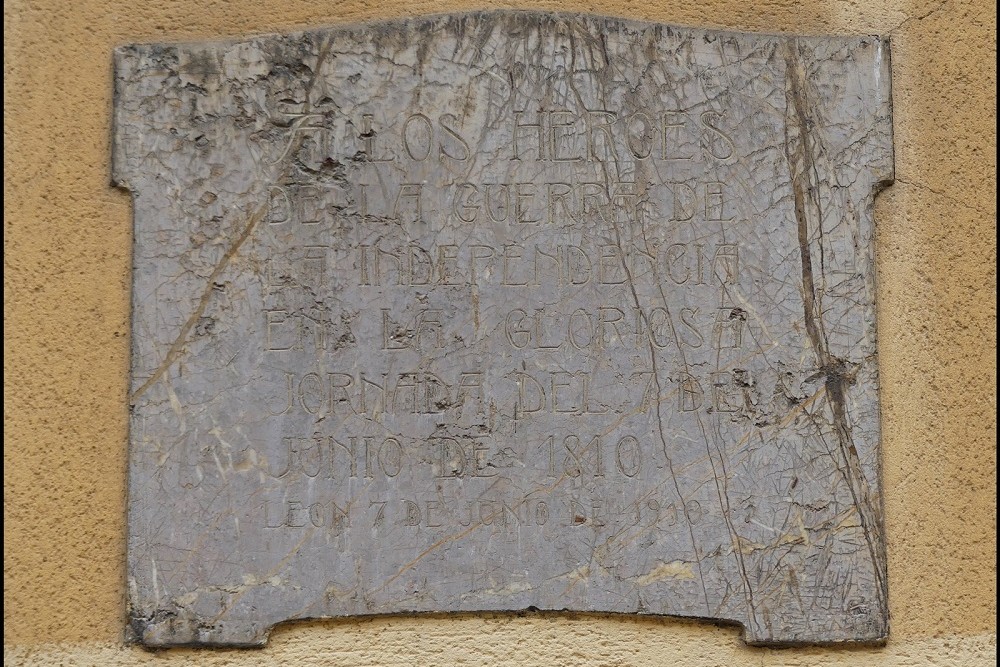 A LOS HEROES
DE LA GUERRA DE
LA INDEPENDENCIA
EN LA GLORIOSA
JORNADA DEL 7 DE
JUNIO DE 1810
LEON 7 DE JUNIO DE 1910